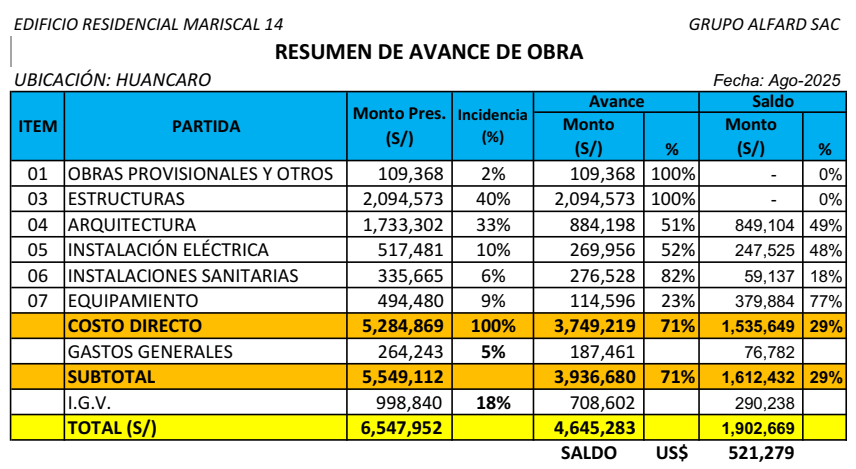 EDIFICIO RESIDENCIAL MARISCAL 14 GRUPO ALFARD SAC
RESUMEN DE AVANCE DE OBRA
UBICACIÓN: HUANCARO Fecha: Ago-2025
ITEM PARTIDA Monto Pres. (S/) Incidencia (%) Avance Saldo
Monto (S/) % Monto (S/) %
01 OBRAS PROVISIONALES Y OTROS 109,368 2% 109,368 100% - 0%
03 ESTRUCTURAS 2,094,573 40% 2,094,573 100% - 0%
04 ARQUITECTURA 1,733,302 33% 884,198 51% 849,104 49%
05 INSTALACIÓN ELÉCTRICA 517,481 10% 269,956 52% 247,525 48%
06 INSTALACIONES SANITARIAS 335,665 6% 276,528 82% 59,137 18%
07 EQUIPAMIENTO 494,480 9% 114,596 23% 379,884 77%
COSTO DIRECTO 5,284,869 100% 3,749,219 71% 1,535,649 29%
GASTOS GENERALES 264,243 5% 187,461 76,782
SUBTOTAL 5,549,112 3,936,680 71% 1,612,432 29%
I.G.V. 998,840 18% 708,602 290,238
TOTAL (S/) 6,547,952 4,645,283 1,902,669
SALDO US$ 521,279